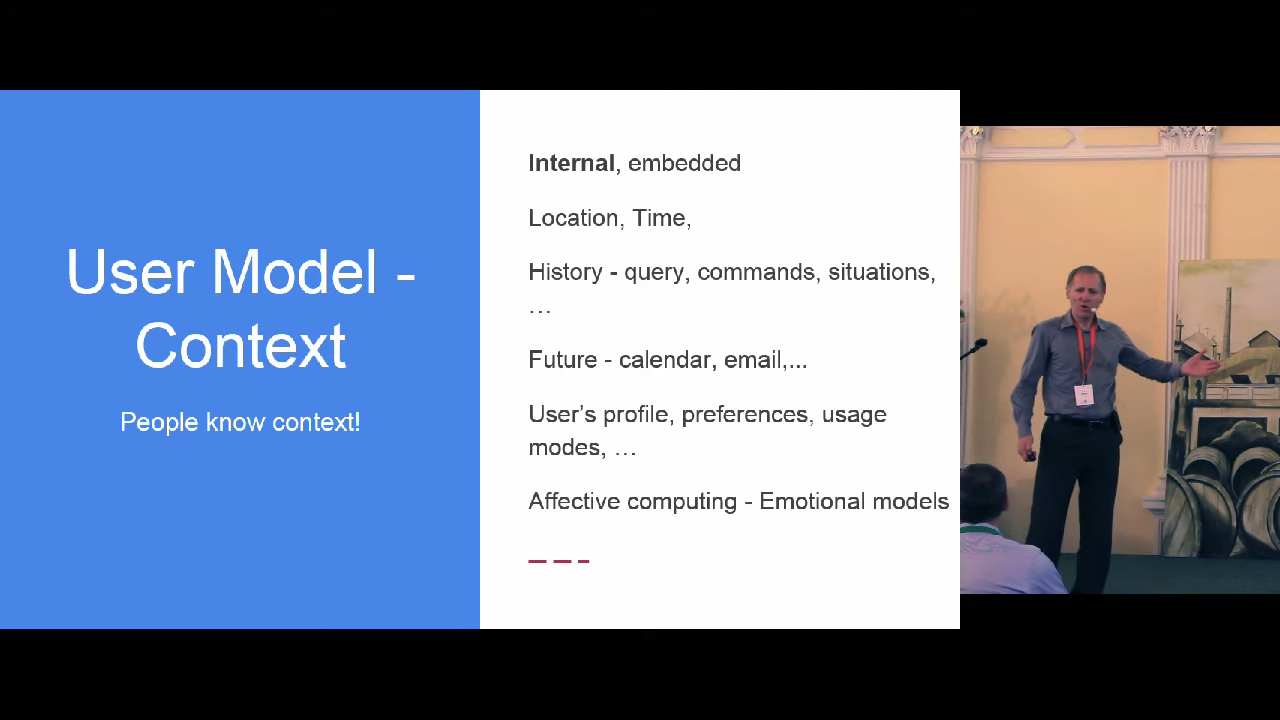 User Model -
Context
People know context!
Internal, embedded
Location, Time,
History - query, commands, situations,
…
Future - calendar, email,...
User’s profile, preferences, usage
modes, …
Affective computing - Emotional models